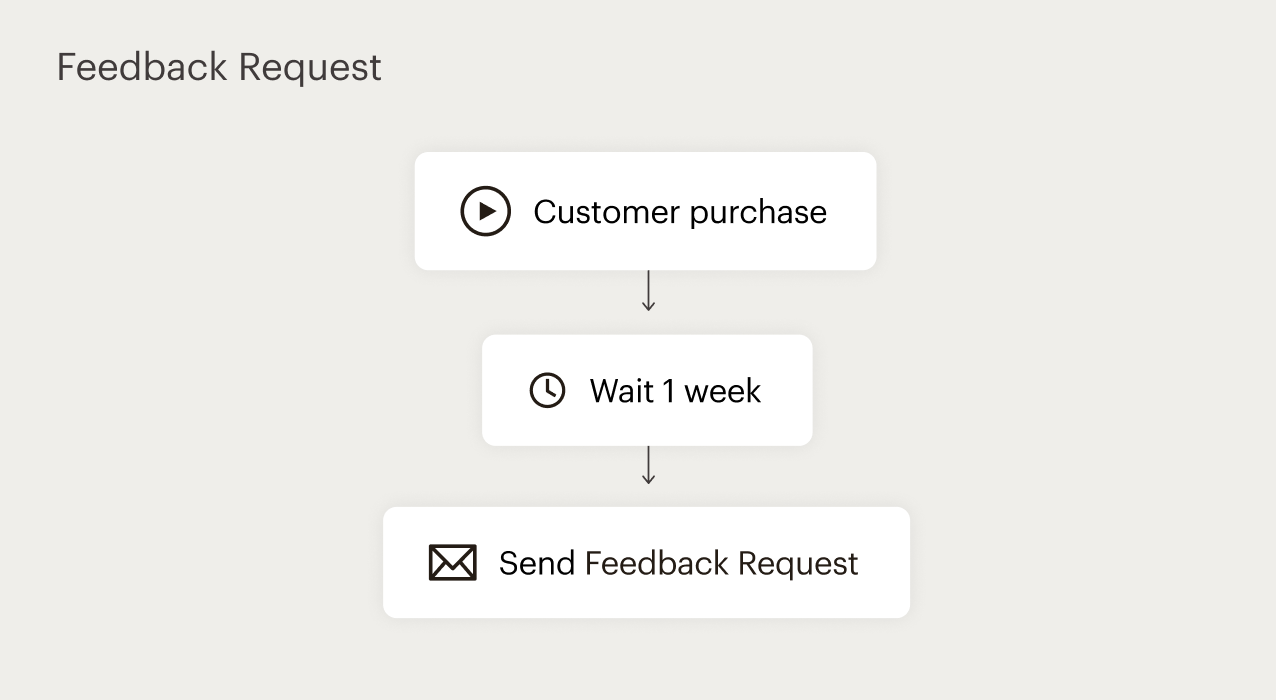 Feedback Request
Customer purchase
Wait 1 week
Send Feedback Request